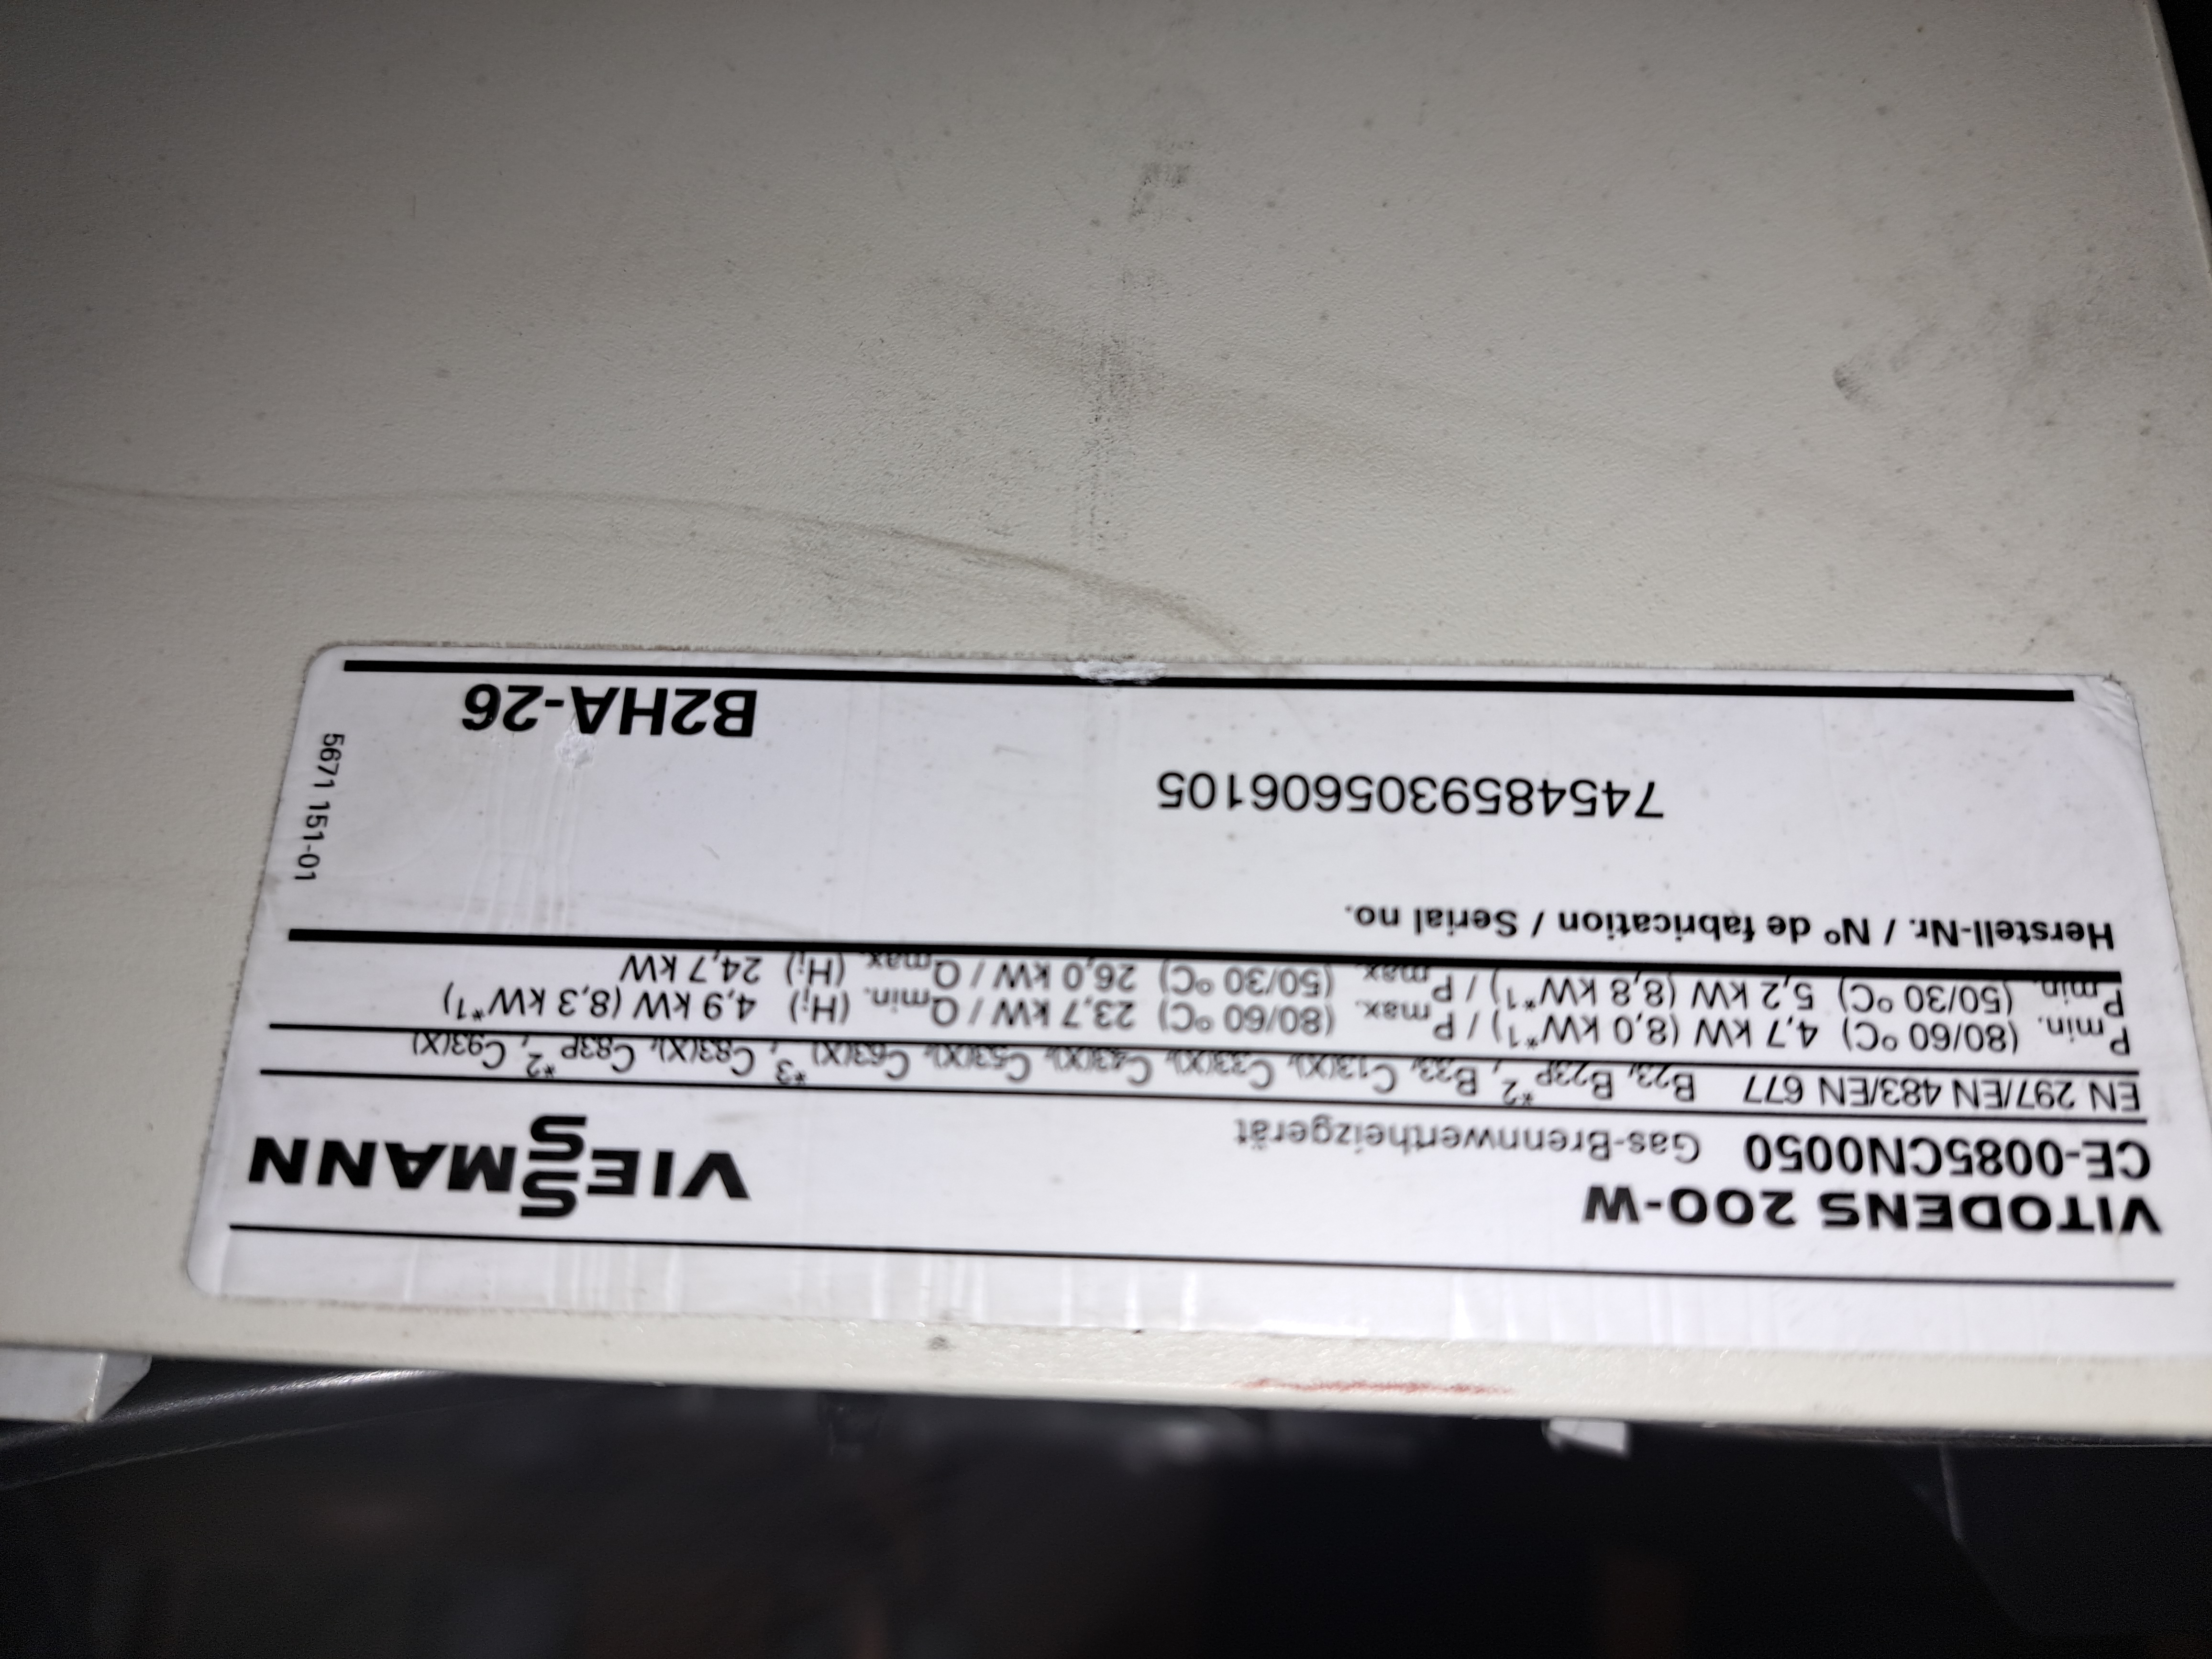 VITODENS 200-W
VIESSMANN
CE-0085CN0050 Gas-Brennwertheizgerät
EN 297/EN 483/EN 677 B23, B23P*2, B33, C13(X), C33(X), C43(X), C53(X), C63(X)*3, C83(X), C83P*2, C93(X)
Pmin. (80/60 °C) 4,7 kW (8,0 kW*1) / Pmax. (80/60 °C) 23,7 kW / Qmin. (Hi) 4,9 kW (8,3 kW*1)
Pmin. (50/30 °C) 5,2 kW (8,8 kW*1) / Pmax. (50/30 °C) 26,0 kW / Qmax. (Hi) 24,7 kW
Herstell-Nr. / N° de fabrication / Serial no.
7454859305606105
B2HA-26
5671 151-01